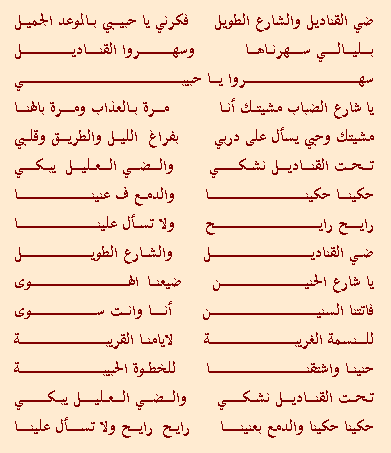 ضي القناديل والشارع الطويل فكرني يا حبيبي بالموعد الجميل
بليالي سهرناها وسهروا القناديل
سهروا يا حبيبي
يا شارع الضباب مشيتك أنا مرة بالعذاب ومرة بالهنا
مشيتك وحبي يسأل على دربي بفراغ الليل والطريق وقلبي
تحت القناديل نشكي والضي العليل يبكي
حكينا حكينا والدمع ف عنينا
رايح رايح ولا تسأل علينا
ضي القناديل والشارع الطويل
يا شارع الحنين ضيعنا الهوى
فاتتنا السنين أنا وانت سوى
للنسمة الغريبة لايامنا القريبة
حنينا واشتقنا للخطوة الحبيبة
تحت القناديل نشكي والضي العليل يبكي
حكينا حكينا والدمع بعنينا رايح رايح ولا تسأل علينا